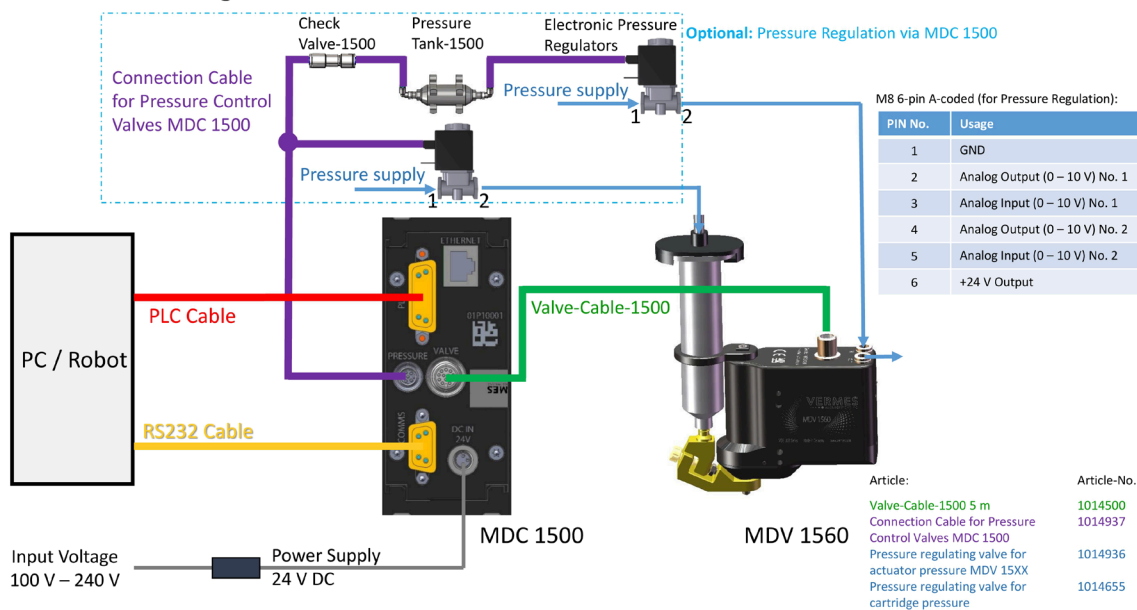 Check
Valve-1500
Pressure
Tank-1500
Electronic Pressure
Regulators
Optional: Pressure Regulation via MDC 1500
Connection Cable
for Pressure Control
Valves MDC 1500
Pressure supply
1
2
Pressure supply
1
2
M8 6-pin A-coded (for Pressure Regulation):
PIN No. Usage
1 GND
2 Analog Output (0 – 10 V) No. 1
3 Analog Input (0 – 10 V) No. 1
4 Analog Output (0 – 10 V) No. 2
5 Analog Input (0 – 10 V) No. 2
6 +24 V Output
PC / Robot
PLC Cable
RS232 Cable
ETHERNET
01P10001
PRESSURE
VALVE
MES
COMMS
DC IN
24V
MDC 1500
Valve-Cable-1500
VERMES
MDV 1560
MDV 1560
Input Voltage
100 V – 240 V
Power Supply
24 V DC
Article: Article-No.
Valve-Cable-1500 5 m 1014500
Connection Cable for Pressure 1014937
Control Valves MDC 1500
Pressure regulating valve for 1014936
actuator pressure MDV 15XX
Pressure regulating valve for 1014655
cartridge pressure